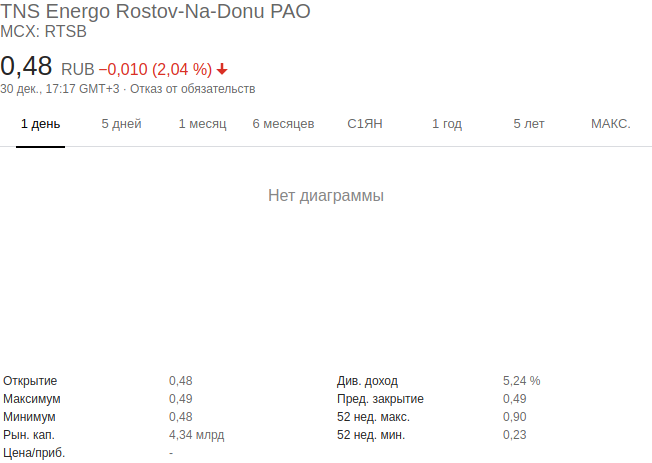 TNS Energo Rostov-Na-Donu PAO
MCX: RTSB
0,48 RUB −0,010 (2,04 %)
30 дек., 17:17 GMT+3 · Отказ от обязательств
1 день 5 дней 1 месяц 6 месяцев С1ЯН 1 год 5 лет МАКС.
Нет диаграммы
Открытие 0,48 Див. доход 5,24 %
Максимум 0,49 Пред. закрытие 0,49
Минимум 0,48 52 нед. макс. 0,90
Рын. кап. 4,34 млрд 52 нед. мин. 0,23
Цена/приб. -